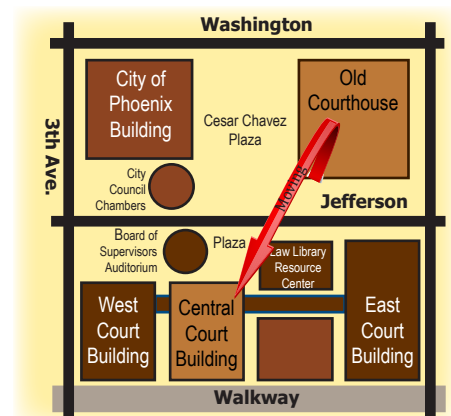 Washington
City of
Phoenix
Building
Old
Courthouse
Cesar Chavez
Plaza
3th Ave.
Moving
City
Council
Chambers
Jefferson
Board of
Supervisors
Auditorium
Plaza
Law Library
Resource
Center
West
Court
Building
Central
Court
Building
East
Court
Building
Walkway